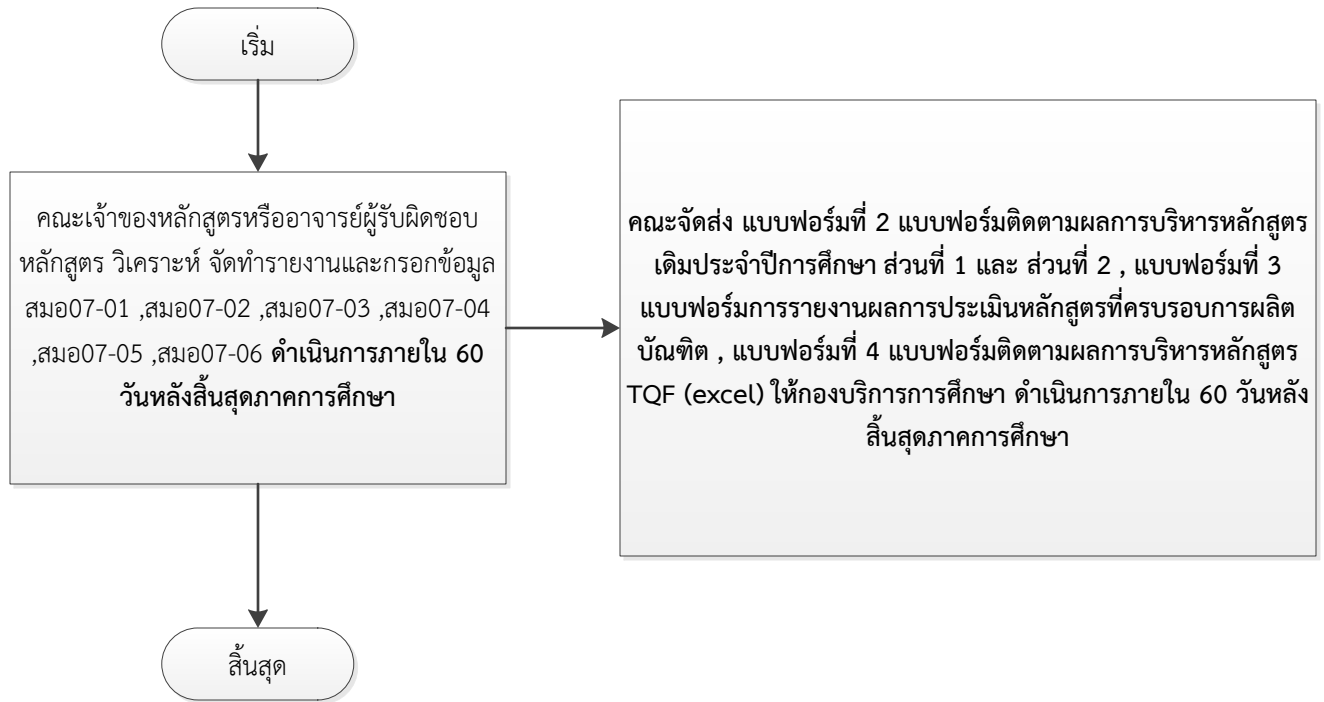 เริ่ม
คณะเจ้าของหลักสูตรหรืออาจารย์ผู้รับผิดชอบ
หลักสูตร วิเคราะห์ จัดทำรายงานและกรอกข้อมูล
สมอ07-01 ,สมอ07-02 ,สมอ07-03 ,สมอ07-04
,สมอ07-05 ,สมอ07-06 ดำเนินการภายใน 60
วันหลังสิ้นสุดภาคการศึกษา
คณะจัดส่ง แบบฟอร์มที่ 2 แบบฟอร์มติดตามผลการบริหารหลักสูตร
เดิมประจำปีการศึกษา ส่วนที่ 1 และ ส่วนที่ 2 , แบบฟอร์มที่ 3
แบบฟอร์มการรายงานผลการประเมินหลักสูตรที่ครบรอบการผลิต
บัณฑิต , แบบฟอร์มที่ 4 แบบฟอร์มติดตามผลการบริหารหลักสูตร
TQF (excel) ให้กองบริการการศึกษา ดำเนินการภายใน 60 วันหลัง
สิ้นสุดภาคการศึกษา
สิ้นสุด